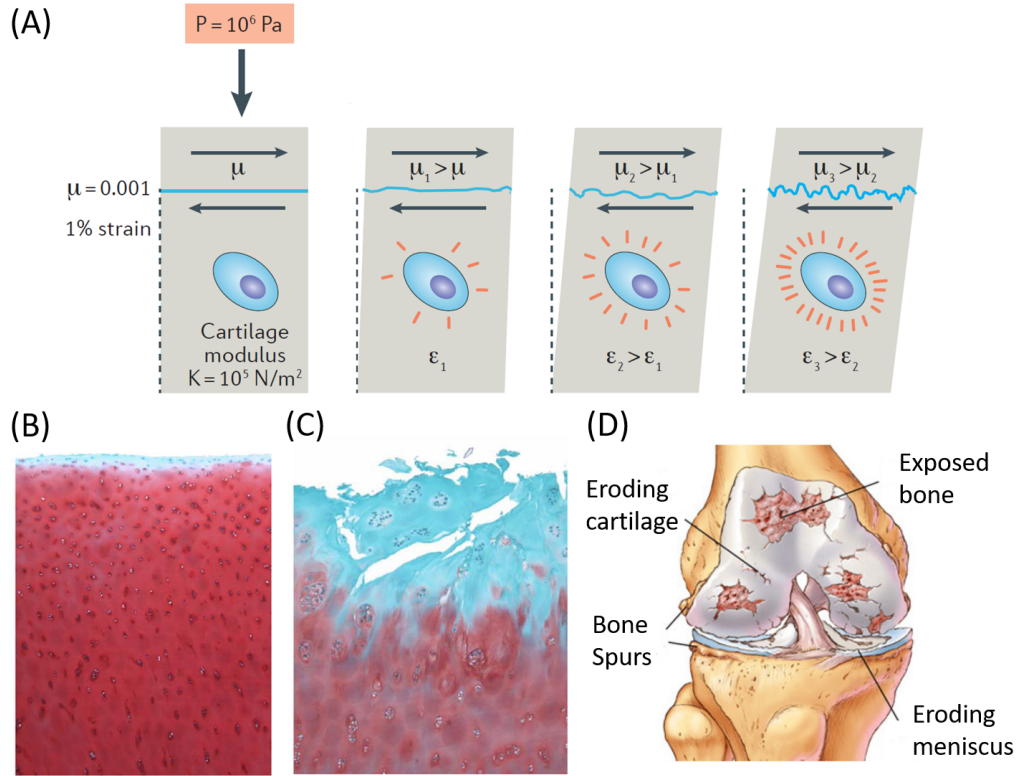 (A)
P = 10⁶ Pa
μ
μ₁ > μ
μ₂ > μ₁
μ₃ > μ₂
μ = 0.001
1% strain
Cartilage
modulus
K = 10⁵ N/m²
ε₁
ε₂ > ε₁
ε₃ > ε₂
(B)
(C)
(D)
Exposed
bone
Eroding
cartilage
Bone
Spurs
Eroding
meniscus